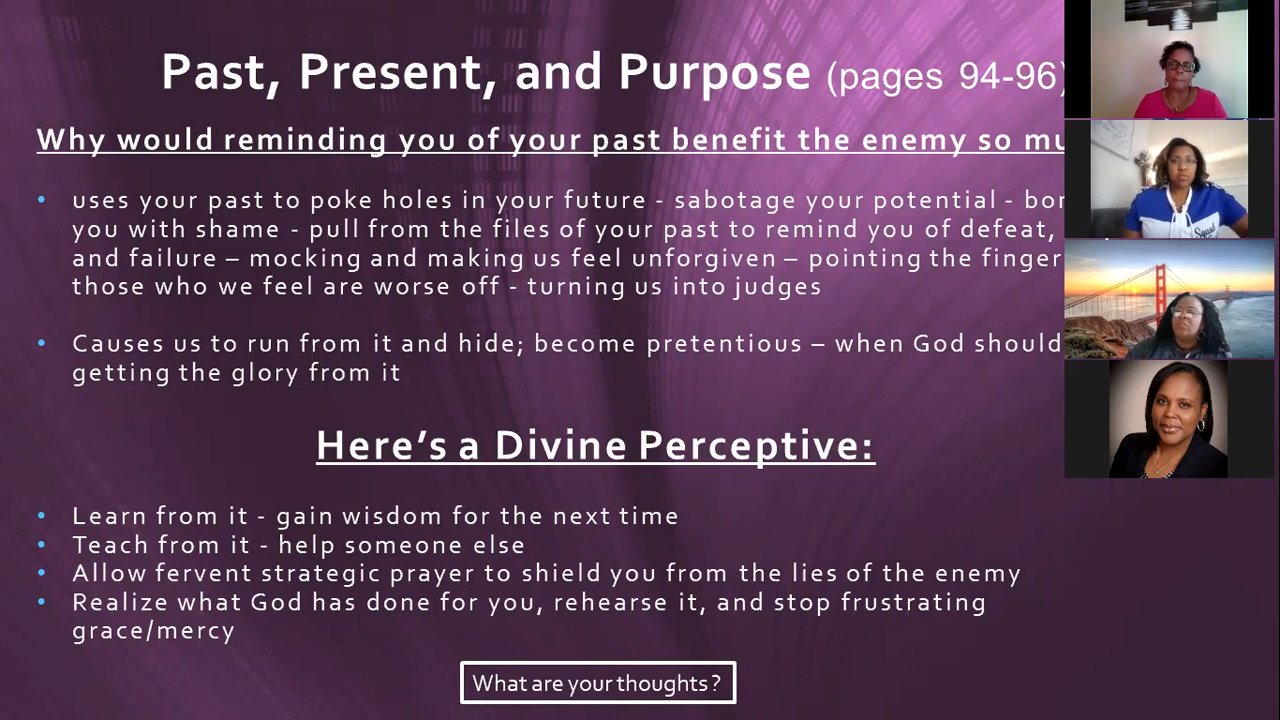 Past, Present, and Purpose (pages 94-96)
Why would reminding you of your past benefit the enemy so mu
• uses your past to poke holes in your future - sabotage your potential -
you with shame - pull from the files of your past to remind you of defeat,
and failure – mocking and making us feel unforgiven – pointing the finger
those who we feel are worse off - turning us into judges
• Causes us to run from it and hide; become pretentious – when God should
getting the glory from it
Here's a Divine Perceptive:
• Learn from it - gain wisdom for the next time
• Teach from it - help someone else
• Allow fervent strategic prayer to shield you from the lies of the enemy
• Realize what God has done for you, rehearse it, and stop frustrating
grace/mercy
What are your thoughts?